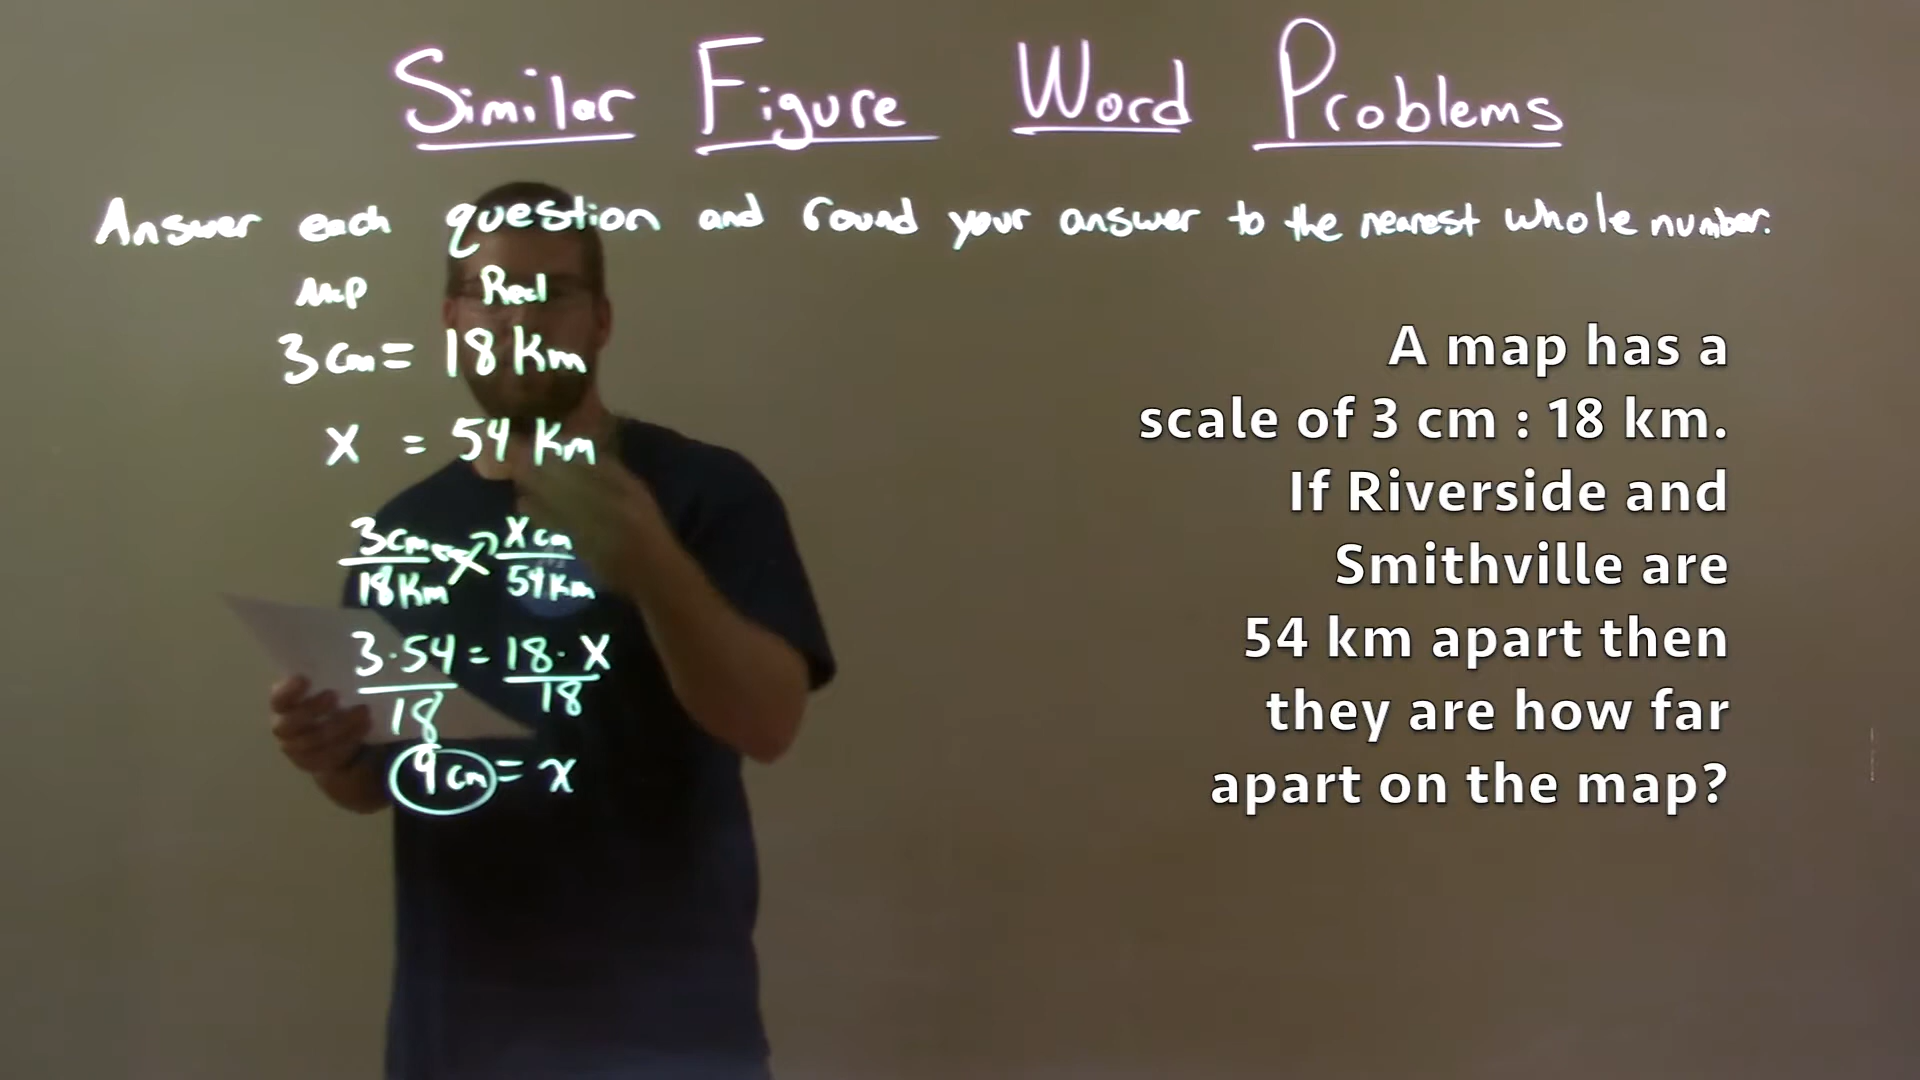 Similar Figure Word Problems
Answer each question and round your answer to the nearest whole number.
Map Real
3 cm = 18 Km
x = 54 Km
3cm / 18Km xcm / 54Km
3·54 / 18 = 18·x / 18
9 cm = x
A map has a
scale of 3 cm : 18 km.
If Riverside and
Smithville are
54 km apart then
they are how far
apart on the map?